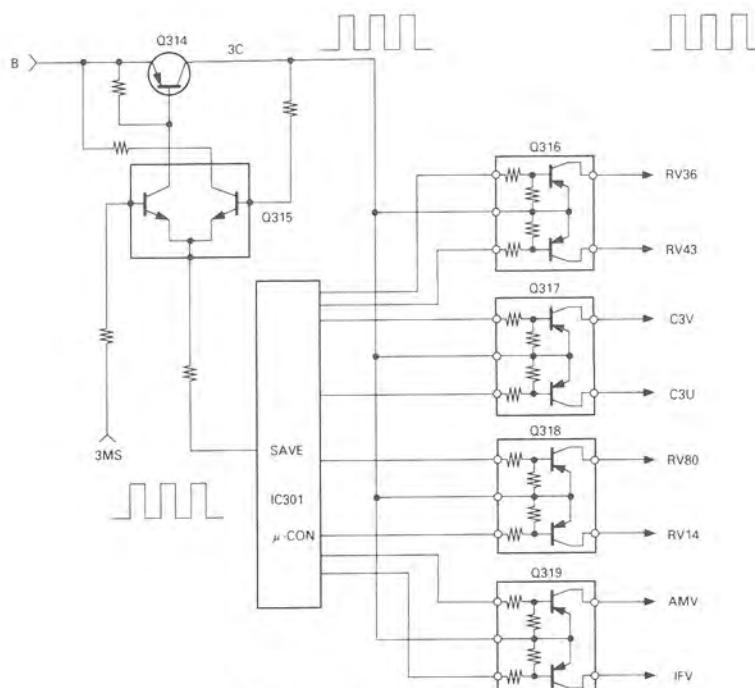 Q314
3C
B
Q316
RV36
Q315
RV43
Q317
C3V
C3U
Q318
3MS
SAVE
RV80
IC301
μ-CON
RV14
Q319
AMV
IFV